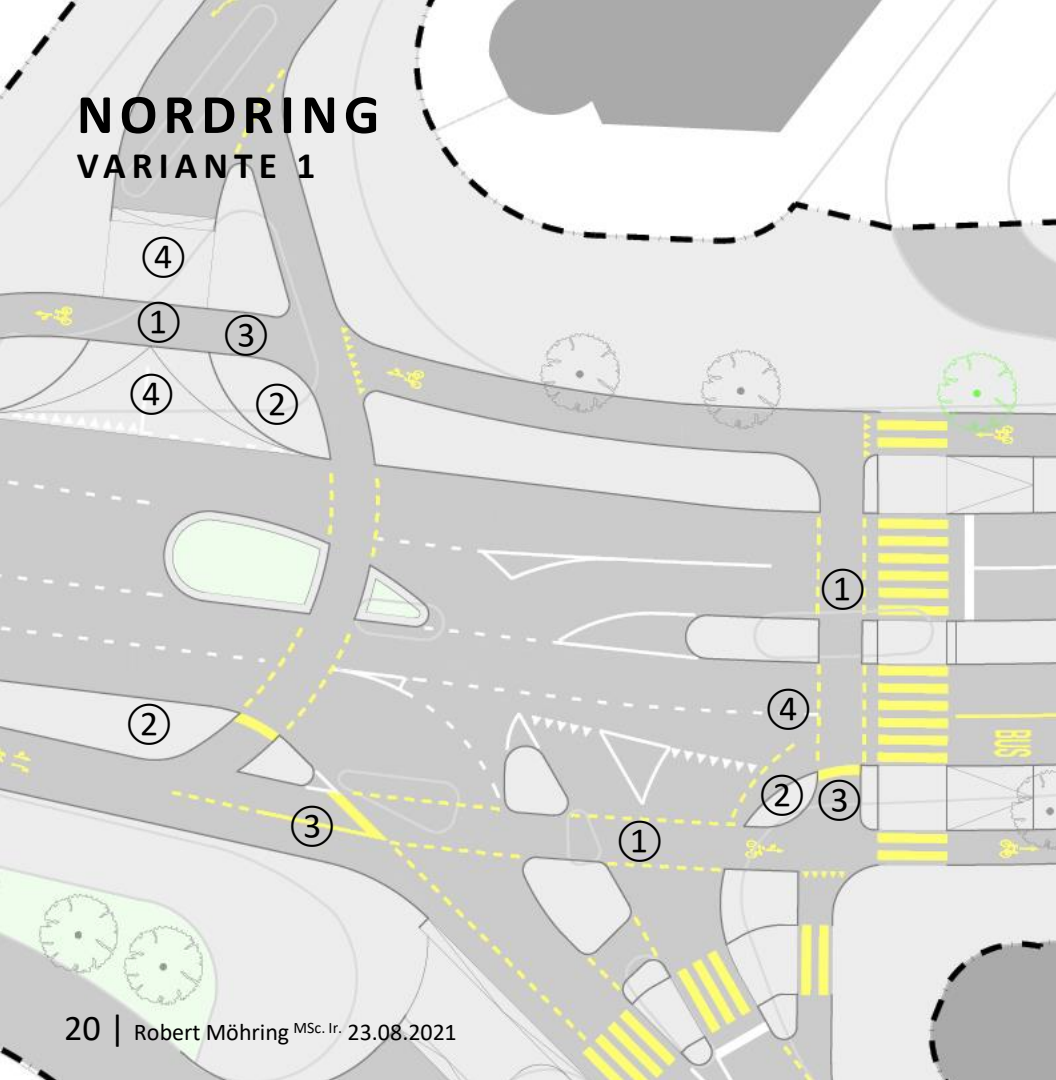 NORDRING
VARIANTE 1
④
① ③
④ ②
①
② ④
② ③
③ ①
BUS
20 | Robert Möhring MSc. Ir. 23.08.2021